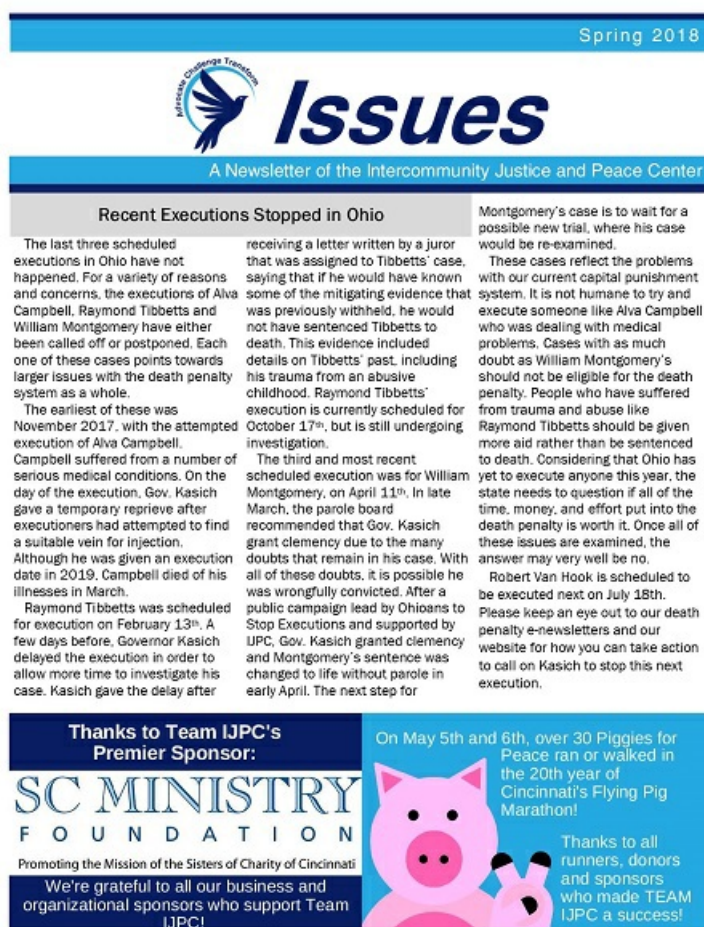 Spring 2018
Advocate Challenge Transform
Issues
A Newsletter of the Intercommunity Justice and Peace Center
Recent Executions Stopped in Ohio
The last three scheduled
executions in Ohio have not
happened. For a variety of reasons
and concerns, the executions of Alva
Campbell, Raymond Tibbetts and
William Montgomery have either
been called off or postponed. Each
one of these cases points towards
larger issues with the death penalty
system as a whole.
The earliest of these was
November 2017, with the attempted
execution of Alva Campbell.
Campbell suffered from a number of
serious medical conditions. On the
day of the execution, Gov. Kasich
gave a temporary reprieve after
executioners had attempted to find
a suitable vein for injection.
Although he was given an execution
date in 2019, Campbell died of his
illnesses in March.
Raymond Tibbetts was scheduled
for execution on February 13th. A
few days before, Governor Kasich
delayed the execution in order to
allow more time to investigate his
case. Kasich gave the delay after
receiving a letter written by a juror
that was assigned to Tibbetts' case,
saying that if he would have known
some of the mitigating evidence that
was previously withheld, he would
not have sentenced Tibbetts to
death. This evidence included
details on Tibbetts' past, including
his trauma from an abusive
childhood. Raymond Tibbetts'
execution is currently scheduled for
October 17th, but is still undergoing
investigation.
The third and most recent
scheduled execution was for William
Montgomery, on April 11th. In late
March, the parole board
recommended that Gov. Kasich
grant clemency due to the many
doubts that remain in his case. With
all of these doubts, it is possible he
was wrongfully convicted. After a
public campaign lead by Ohioans to
Stop Executions and supported by
IJPC, Gov. Kasich granted clemency
and Montgomery's sentence was
changed to life without parole in
early April. The next step for
Montgomery's case is to wait for a
possible new trial, where his case
would be re-examined.
These cases reflect the problems
with our current capital punishment
system. It is not humane to try and
execute someone like Alva Campbell
who was dealing with medical
problems. Cases with as much
doubt as William Montgomery's
should not be eligible for the death
penalty. People who have suffered
from trauma and abuse like
Raymond Tibbetts should be given
more aid rather than be sentenced
to death. Considering that Ohio has
yet to execute anyone this year, the
state needs to question if all of the
time, money, and effort put into the
death penalty is worth it. Once all of
these issues are examined, the
answer may very well be no.
Robert Van Hook is scheduled to
be executed next on July 18th.
Please keep an eye out to our death
penalty e-newsletters and our
website for how you can take action
to call on Kasich to stop this next
execution.
Thanks to Team IJPC's
Premier Sponsor:
SC MINISTRY
FOUNDATION
Promoting the Mission of the Sisters of Charity of Cincinnati
We're grateful to all our business and
organizational sponsors who support Team
IJPC!
On May 5th and 6th, over 30 Piggies for
Peace ran or walked in
the 20th year of
Cincinnati's Flying Pig
Marathon!
Thanks to all
runners, donors
and sponsors
who made TEAM
IJPC a success!